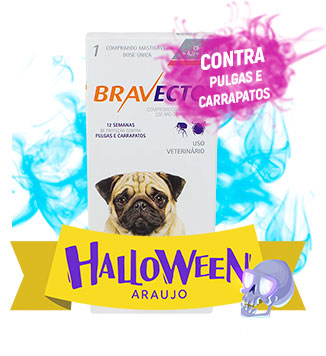 1 COMPRIMIDO MASTIGÁVEL
DOSE ÚNICA
CONTRA
PULGAS E
CARRAPATOS
BRAVECTO
12 SEMANAS
DE PROTEÇÃO CONTRA
PULGAS E CARRAPATOS
USO
VETERINÁRIO
HALLOWEEN
ARAUJO